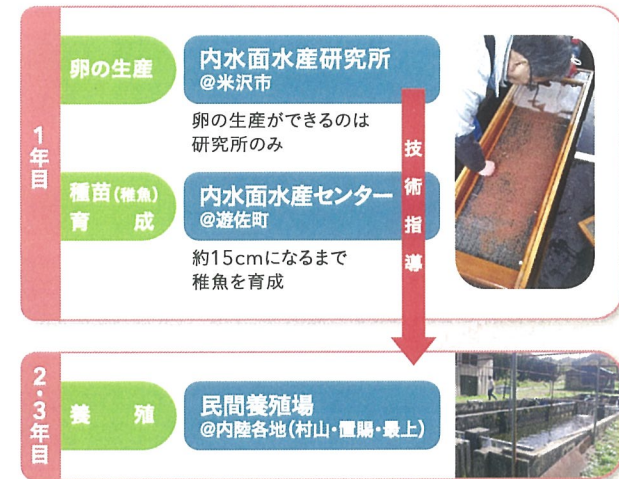 1年目
卵の生産
内水面水産研究所
@米沢市
卵の生産ができるのは
研究所のみ
種苗(稚魚)
育成
内水面水産センター
@遊佐町
約15cmになるまで
稚魚を育成
技術指導
2・3年目
養殖
民間養殖場
@内陸各地(村山・置賜・最上)